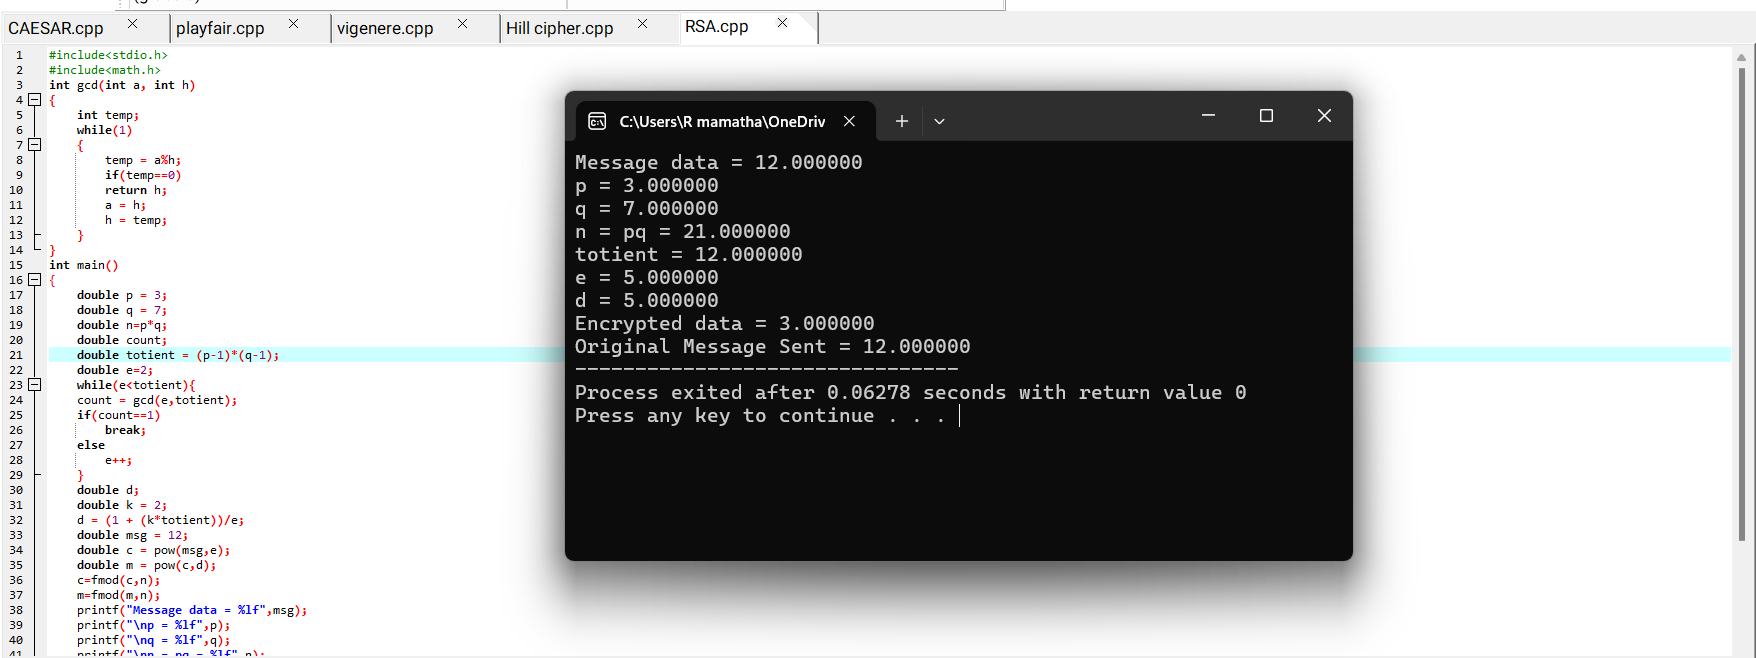 CAESAR.cpp playfair.cpp vigenere.cpp Hill cipher.cpp RSA.cpp
1 #include<stdio.h>
2 #include<math.h>
3 int gcd(int a, int h)
4 {
5 int temp;
6 while(1)
7 {
8 temp = a%h;
9 if(temp==0)
10 return h;
11 a = h;
12 h = temp;
13 }
14 }
15 int main()
16 {
17 double p = 3;
18 double q = 7;
19 double n=p*q;
20 double count;
21 double totient = (p-1)*(q-1);
22 double e=2;
23 while(e<totient){
24 count = gcd(e,totient);
25 if(count==1)
26 break;
27 else
28 e++;
29 }
30 double d;
31 double k = 2;
32 d = (1 + (k*totient))/e;
33 double msg = 12;
34 double c = pow(msg,e);
35 double m = pow(c,d);
36 c=fmod(c,n);
37 m=fmod(m,n);
38 printf("Message data = %lf",msg);
39 printf("\np = %lf",p);
40 printf("\nq = %lf",q);
41 printf("\nn = pq = %lf",n);
C:\Users\R mamatha\OneDriv
Message data = 12.000000
p = 3.000000
q = 7.000000
n = pq = 21.000000
totient = 12.000000
e = 5.000000
d = 5.000000
Encrypted data = 3.000000
Original Message Sent = 12.000000
--------------------------------
Process exited after 0.06278 seconds with return value 0
Press any key to continue . . .